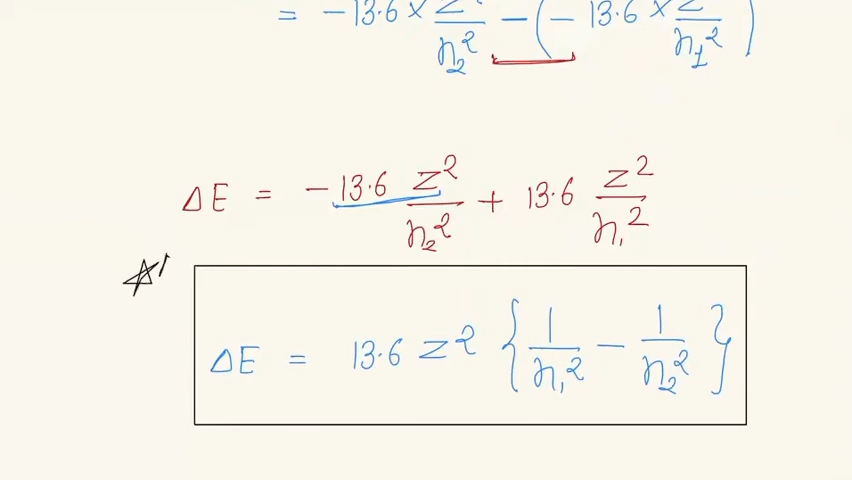 = -13.6 × Z²/n₂² - (- 13.6 × Z²/n₁²)
ΔE = -13.6 Z²/n₂² + 13.6 Z²/n₁²
ΔE = 13.6 Z² {1/n₁² - 1/n₂²}